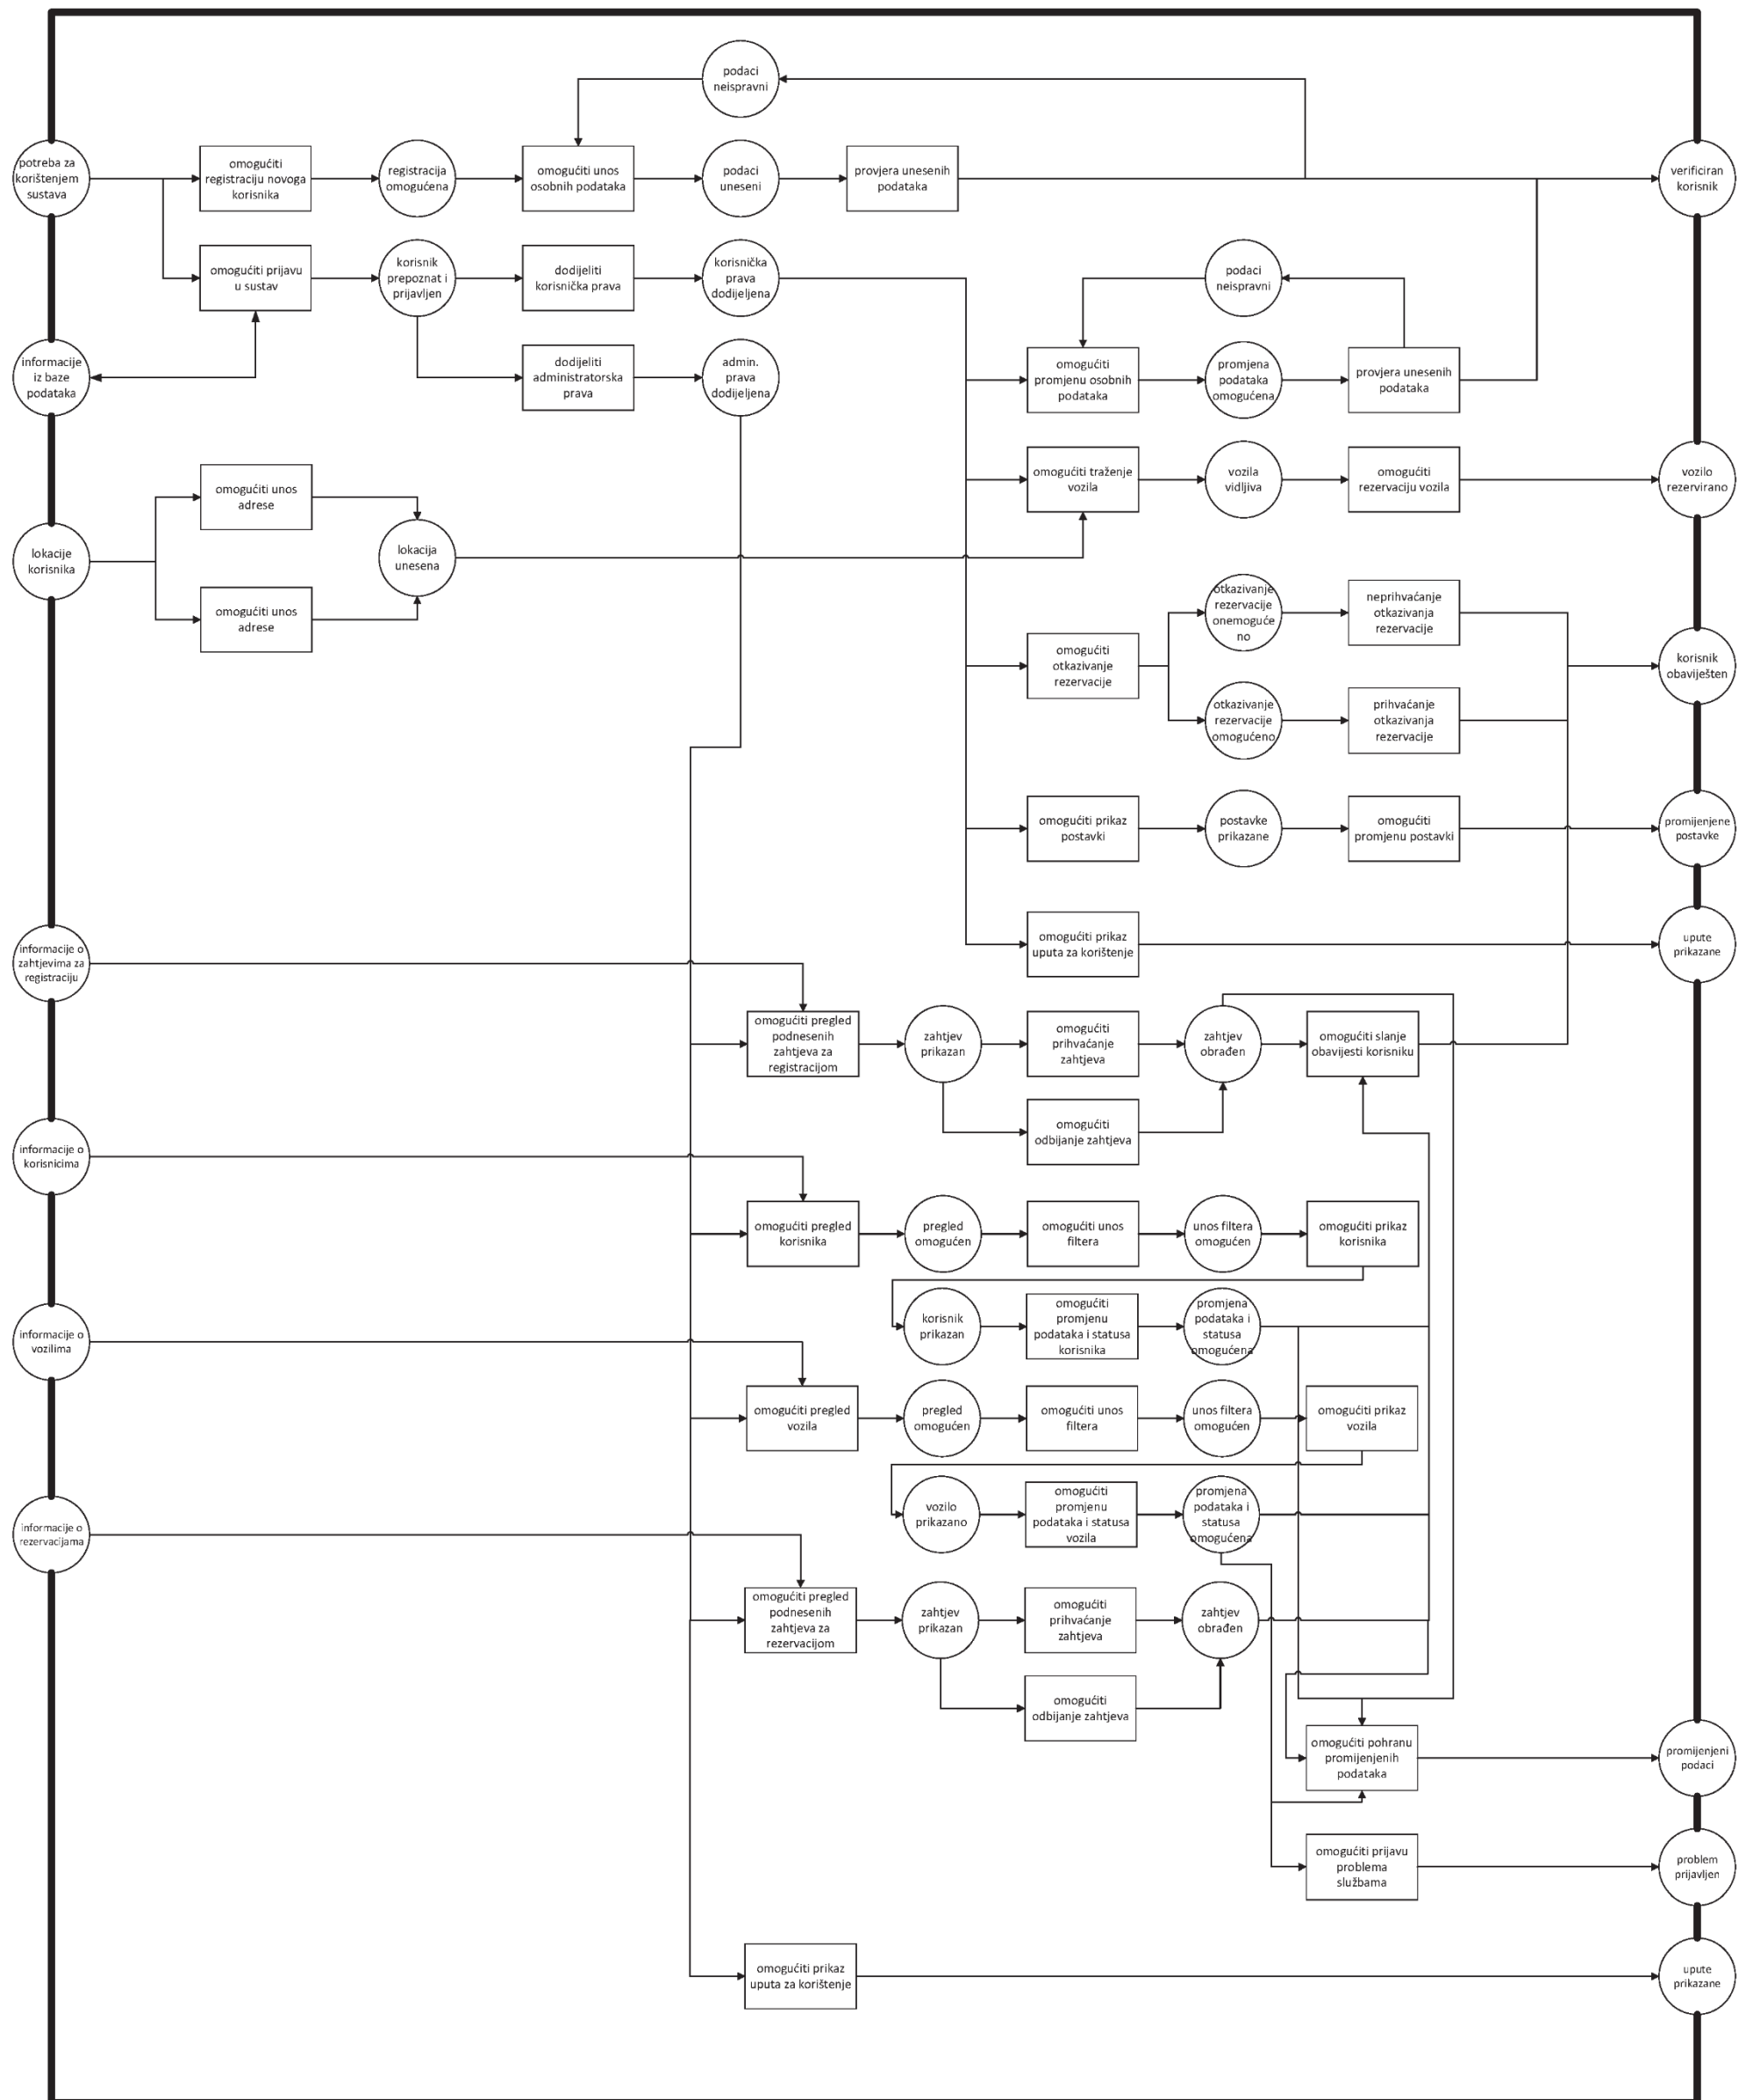 podaci
neispravni
potreba za
korištenjem
sustava
omogućiti
registraciju novoga
korisnika
registracija
omogućena
omogućiti unos
osobnih podataka
podaci
uneseni
provjera unesenih
podataka
verificiran
korisnik
omogućiti prijavu
u sustav
korisnik
prepoznat i
prijavljen
dodijeliti
korisnička prava
korisnička
prava
dodijeljena
podaci
neispravni
informacije
iz baze
podataka
dodijeliti
administratorska
prava
admin.
prava
dodijeljena
omogućiti
promjenu osobnih
podataka
promjena
podataka
omogućena
provjera unesenih
podataka
omogućiti unos
adrese
omogućiti traženje
vozila
vozila
vidljiva
omogućiti
rezervaciju vozila
vozilo
rezervirano
lokacije
korisnika
lokacija
unesena
omogućiti unos
adrese
otkazivanje
rezervacije
onemoguće
no
neprihvaćanje
otkazivanja
rezervacije
omogućiti
otkazivanje
rezervacije
korisnik
obaviješten
otkazivanje
rezervacije
omogućeno
prihvaćanje
otkazivanja
rezervacije
omogućiti prikaz
postavki
postavke
prikazane
omogućiti
promjenu postavki
promijenjene
postavke
informacije o
zahtjevima za
registraciju
omogućiti prikaz
uputa za korištenje
upute
prikazane
omogućiti pregled
podnesenih
zahtjeva za
registracijom
zahtjev
prikazan
omogućiti
prihvaćanje
zahtjeva
zahtjev
obrađen
omogućiti slanje
obavijesti korisniku
omogućiti
odbijanje zahtjeva
informacije o
korisnicima
omogućiti pregled
korisnika
pregled
omogućen
omogućiti unos
filtera
unos filtera
omogućen
omogućiti prikaz
korisnika
korisnik
prikazan
omogućiti
promjenu
podataka i statusa
korisnika
promjena
podataka i
statusa
omogućena
informacije o
vozilima
omogućiti pregled
vozila
pregled
omogućen
omogućiti unos
filtera
unos filtera
omogućen
omogućiti prikaz
vozila
vozilo
prikazano
omogućiti
promjenu
podataka i statusa
vozila
promjena
podataka i
statusa
omogućena
informacije o
rezervacijama
omogućiti pregled
podnesenih
zahtjeva za
rezervacijom
zahtjev
prikazan
omogućiti
prihvaćanje
zahtjeva
zahtjev
obrađen
omogućiti
odbijanje zahtjeva
omogućiti pohranu
promijenjenih
podataka
promijenjeni
podaci
omogućiti prijavu
problema
službama
problem
prijavljen
omogućiti prikaz
uputa za korištenje
upute
prikazane